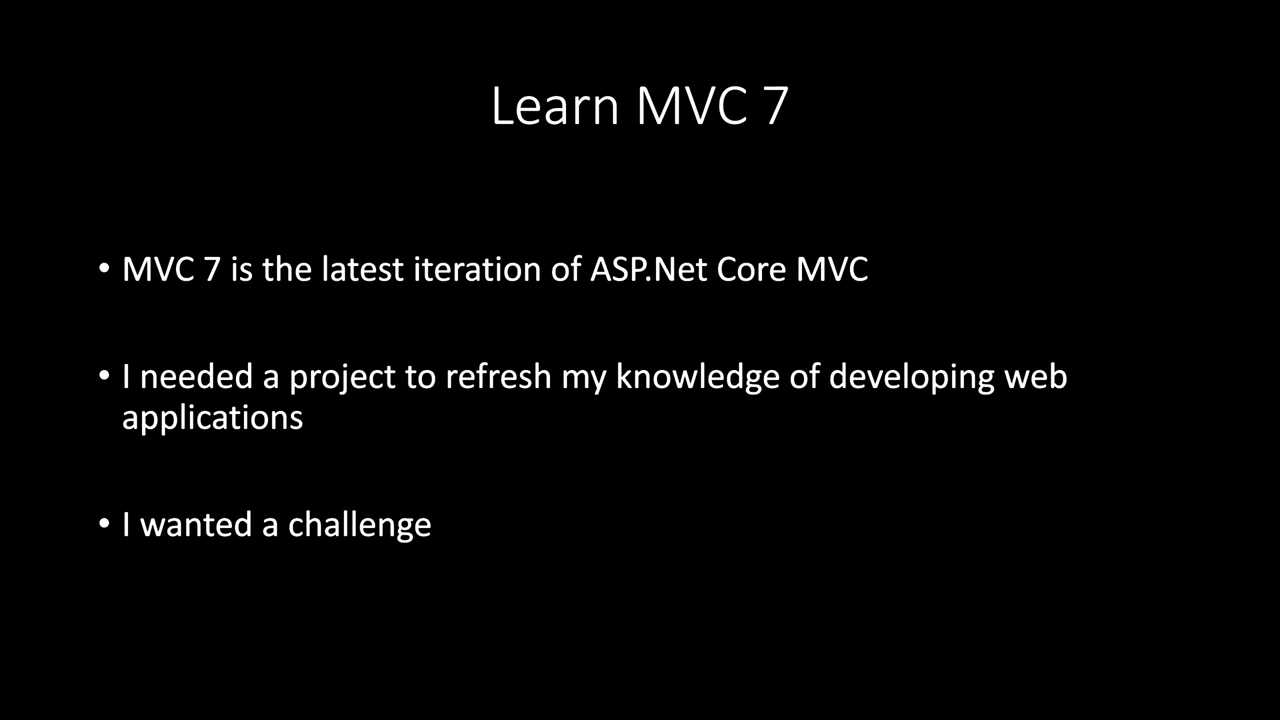 Learn MVC 7
• MVC 7 is the latest iteration of ASP.Net Core MVC
• I needed a project to refresh my knowledge of developing web
applications
• I wanted a challenge